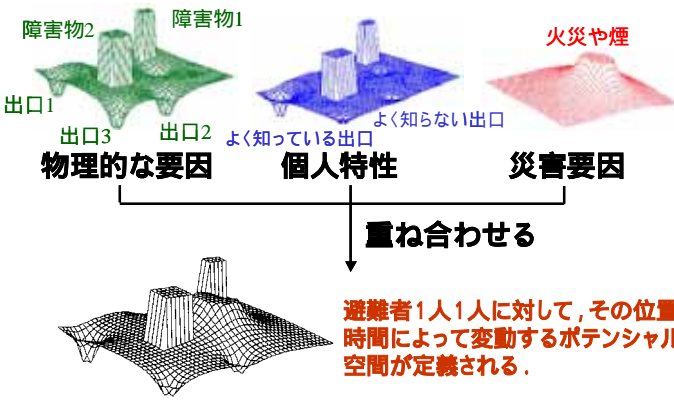 障害物2
障害物1
火災や煙
出口1
出口3
出口2
よく知っている出口
よく知らない出口
物理的な要因
個人特性
災害要因
重ね合わせる
避難者1人1人に対して,その位置
時間によって変動するポテンシャル
空間が定義される.